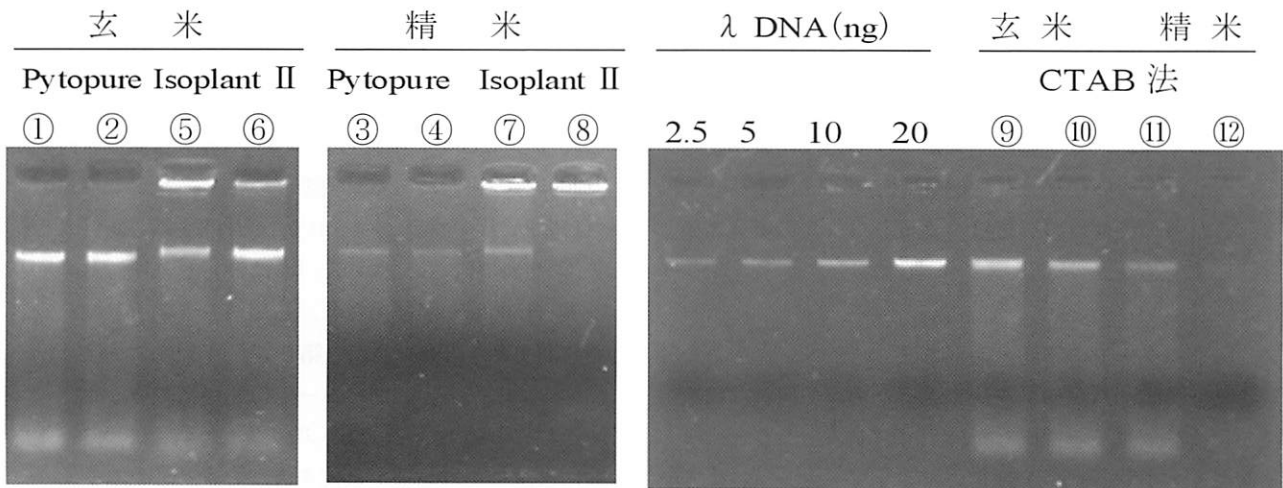 玄 米 精 米 λ DNA(ng) 玄 米 精 米
Pytopure Isoplant Ⅱ Pytopure Isoplant Ⅱ CTAB 法
① ② ⑤ ⑥ ③ ④ ⑦ ⑧ 2.5 5 10 20 ⑨ ⑩ ⑪ ⑫